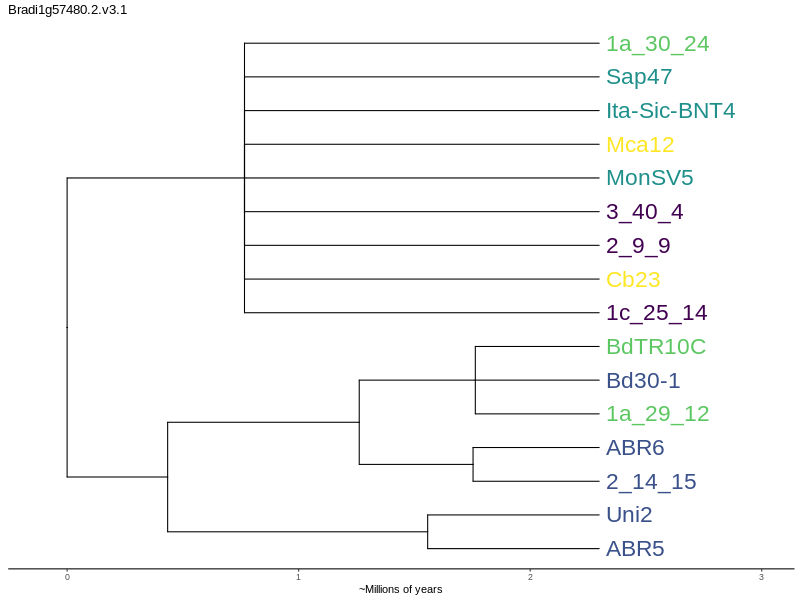 Bradi1g57480.2.v3.1
1a_30_24
Sap47
Ita-Sic-BNT4
Mca12
MonSV5
3_40_4
2_9_9
Cb23
1c_25_14
BdTR10C
Bd30-1
1a_29_12
ABR6
2_14_15
Uni2
ABR5
0 1 2 3
~Millions of years